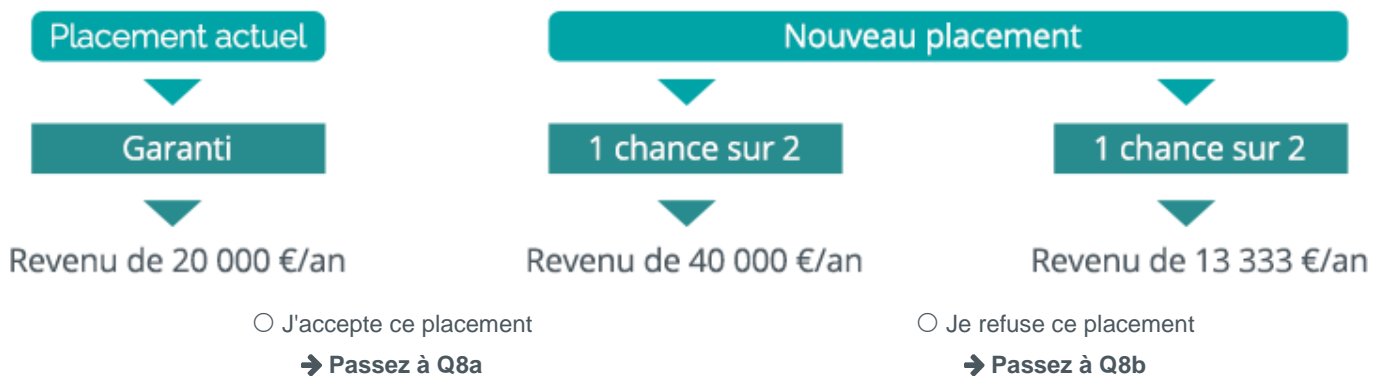 Placement actuel
Nouveau placement
Garanti
1 chance sur 2
1 chance sur 2
Revenu de 20 000 €/an
Revenu de 40 000 €/an
Revenu de 13 333 €/an
J'accepte ce placement
Je refuse ce placement
➔ Passez à Q8a
➔ Passez à Q8b